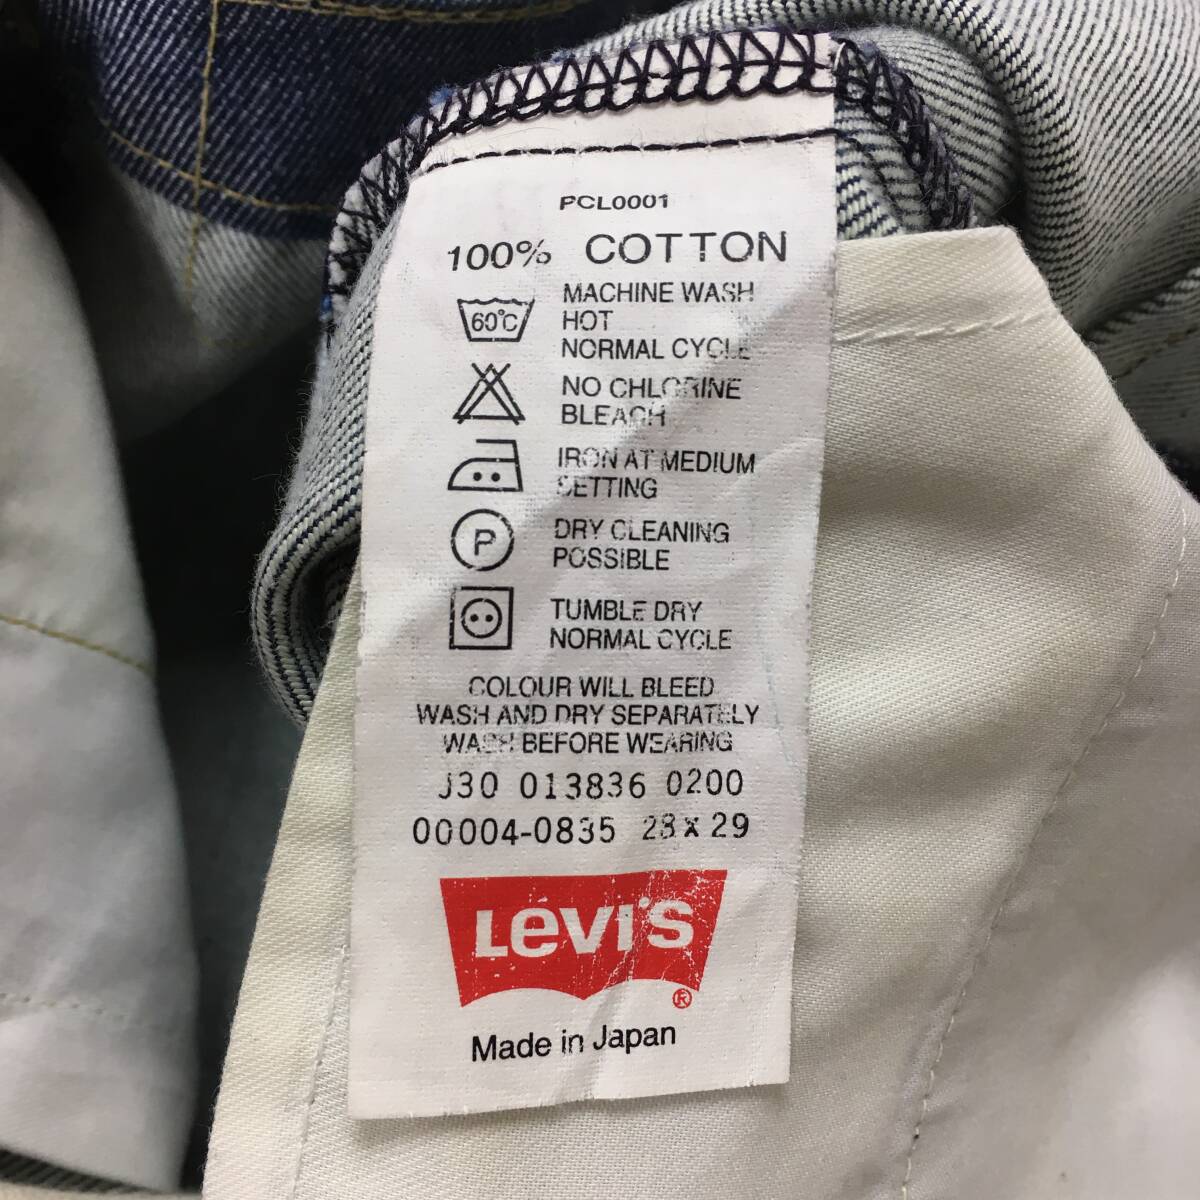 PCL0001
100% COTTON
60°C
MACHINE WASH
HOT
NORMAL CYCLE
NO CHLORINE
BLEACH
IRON AT MEDIUM
SETTING
P
DRY CLEANING
POSSIBLE
TUMBLE DRY
NORMAL CYCLE
COLOUR WILL BLEED
WASH AND DRY SEPARATELY
WASH BEFORE WEARING
J30 013836 0200
00004-0835 28 X 29
LEVI'S
®
Made in Japan